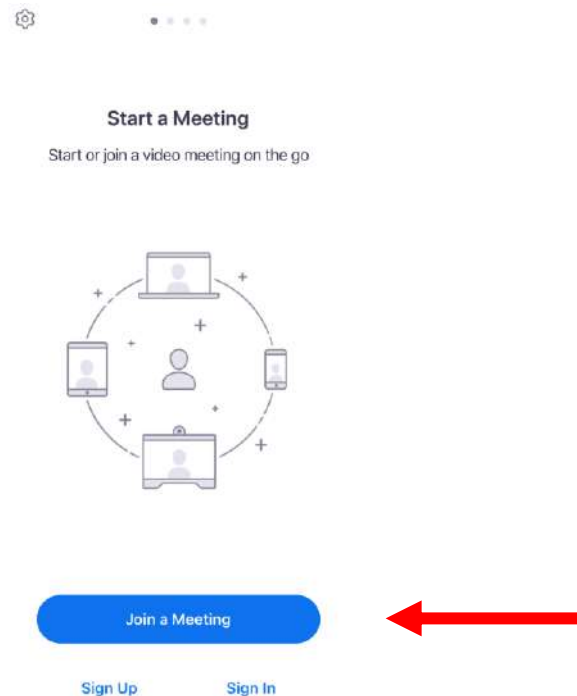 Start a Meeting
Start or join a video meeting on the go
Join a Meeting
Sign Up Sign In